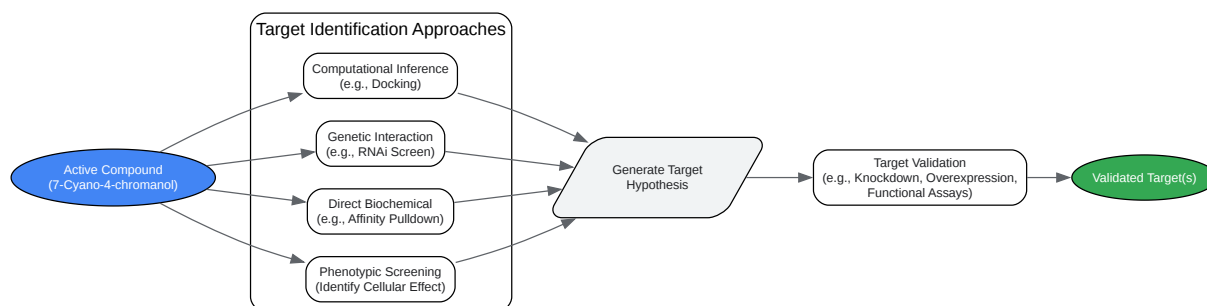 Target Identification Approaches
Computational Inference
(e.g., Docking)
Genetic Interaction
(e.g., RNAi Screen)
Active Compound
(7-Cyano-4-chromanol)
Direct Biochemical
(e.g., Affinity Pulldown)
Phenotypic Screening
(Identify Cellular Effect)
Generate Target
Hypothesis
Target Validation
(e.g., Knockdown, Overexpression,
Functional Assays)
Validated Target(s)